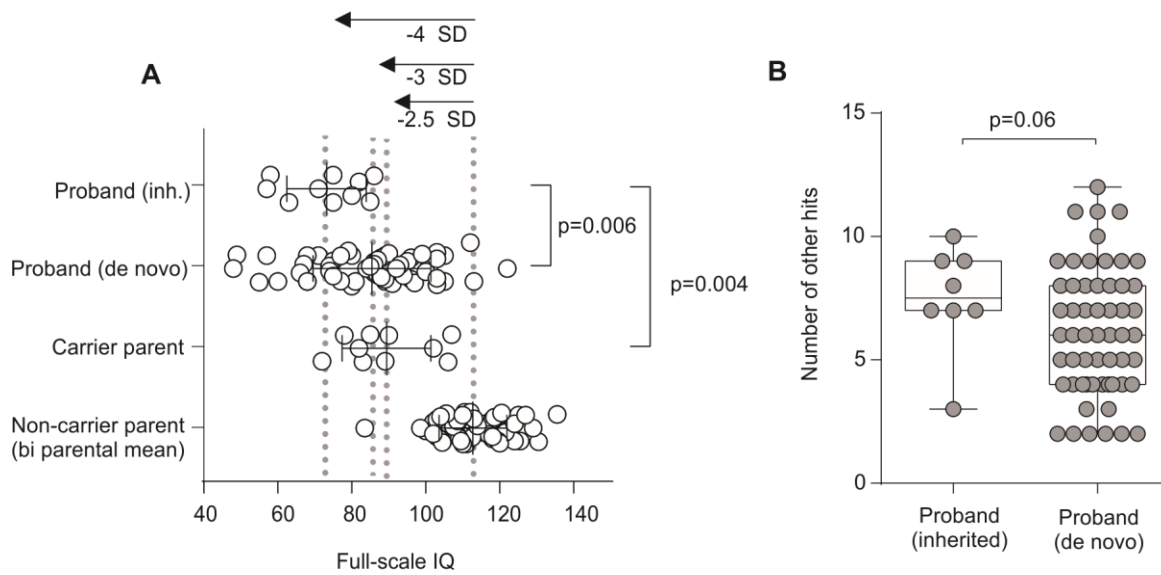 -4 SD
-3 SD
-2.5 SD
A
Proband (inh.)
Proband (de novo)
Carrier parent
Non-carrier parent
(bi parental mean)
p=0.006
p=0.004
40 60 80 100 120 140
Full-scale IQ
B
p=0.06
15
10
5
0
Number of other hits
Proband
(inherited)
Proband
(de novo)